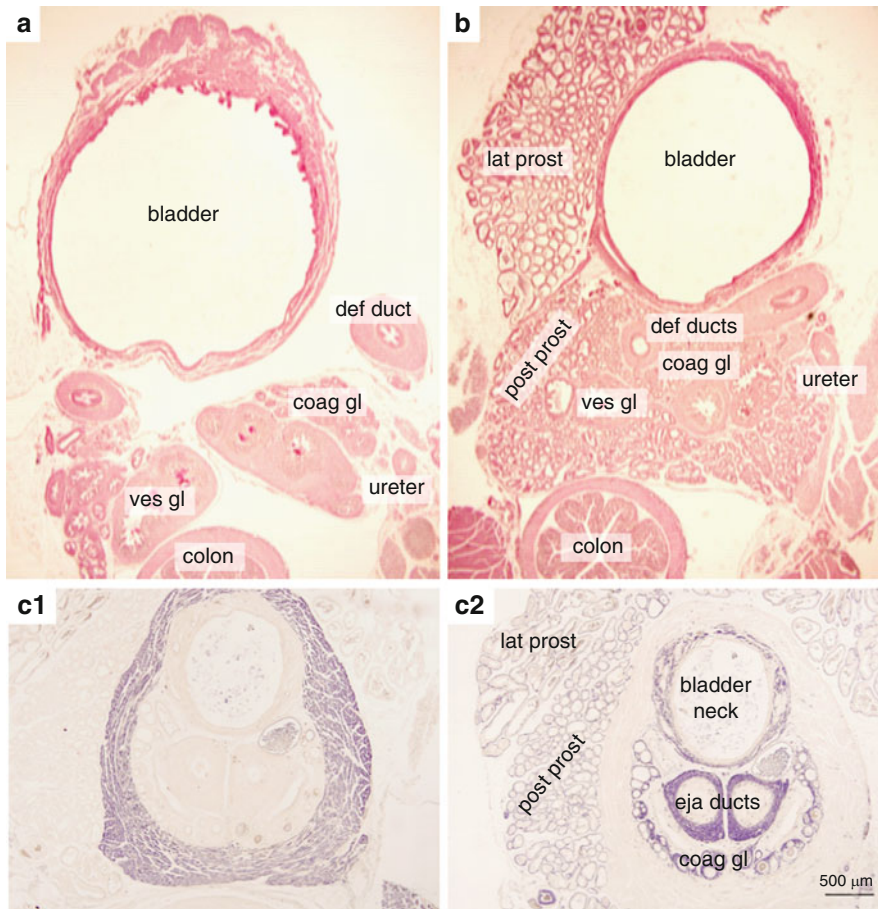 a
bladder
def duct
coag gl
ves gl
ureter
colon
b
lat prost
bladder
def ducts
post prost
coag gl
ureter
ves gl
colon
c1
c2
lat prost
bladder
neck
post prost
eja ducts
coag gl
500 µm